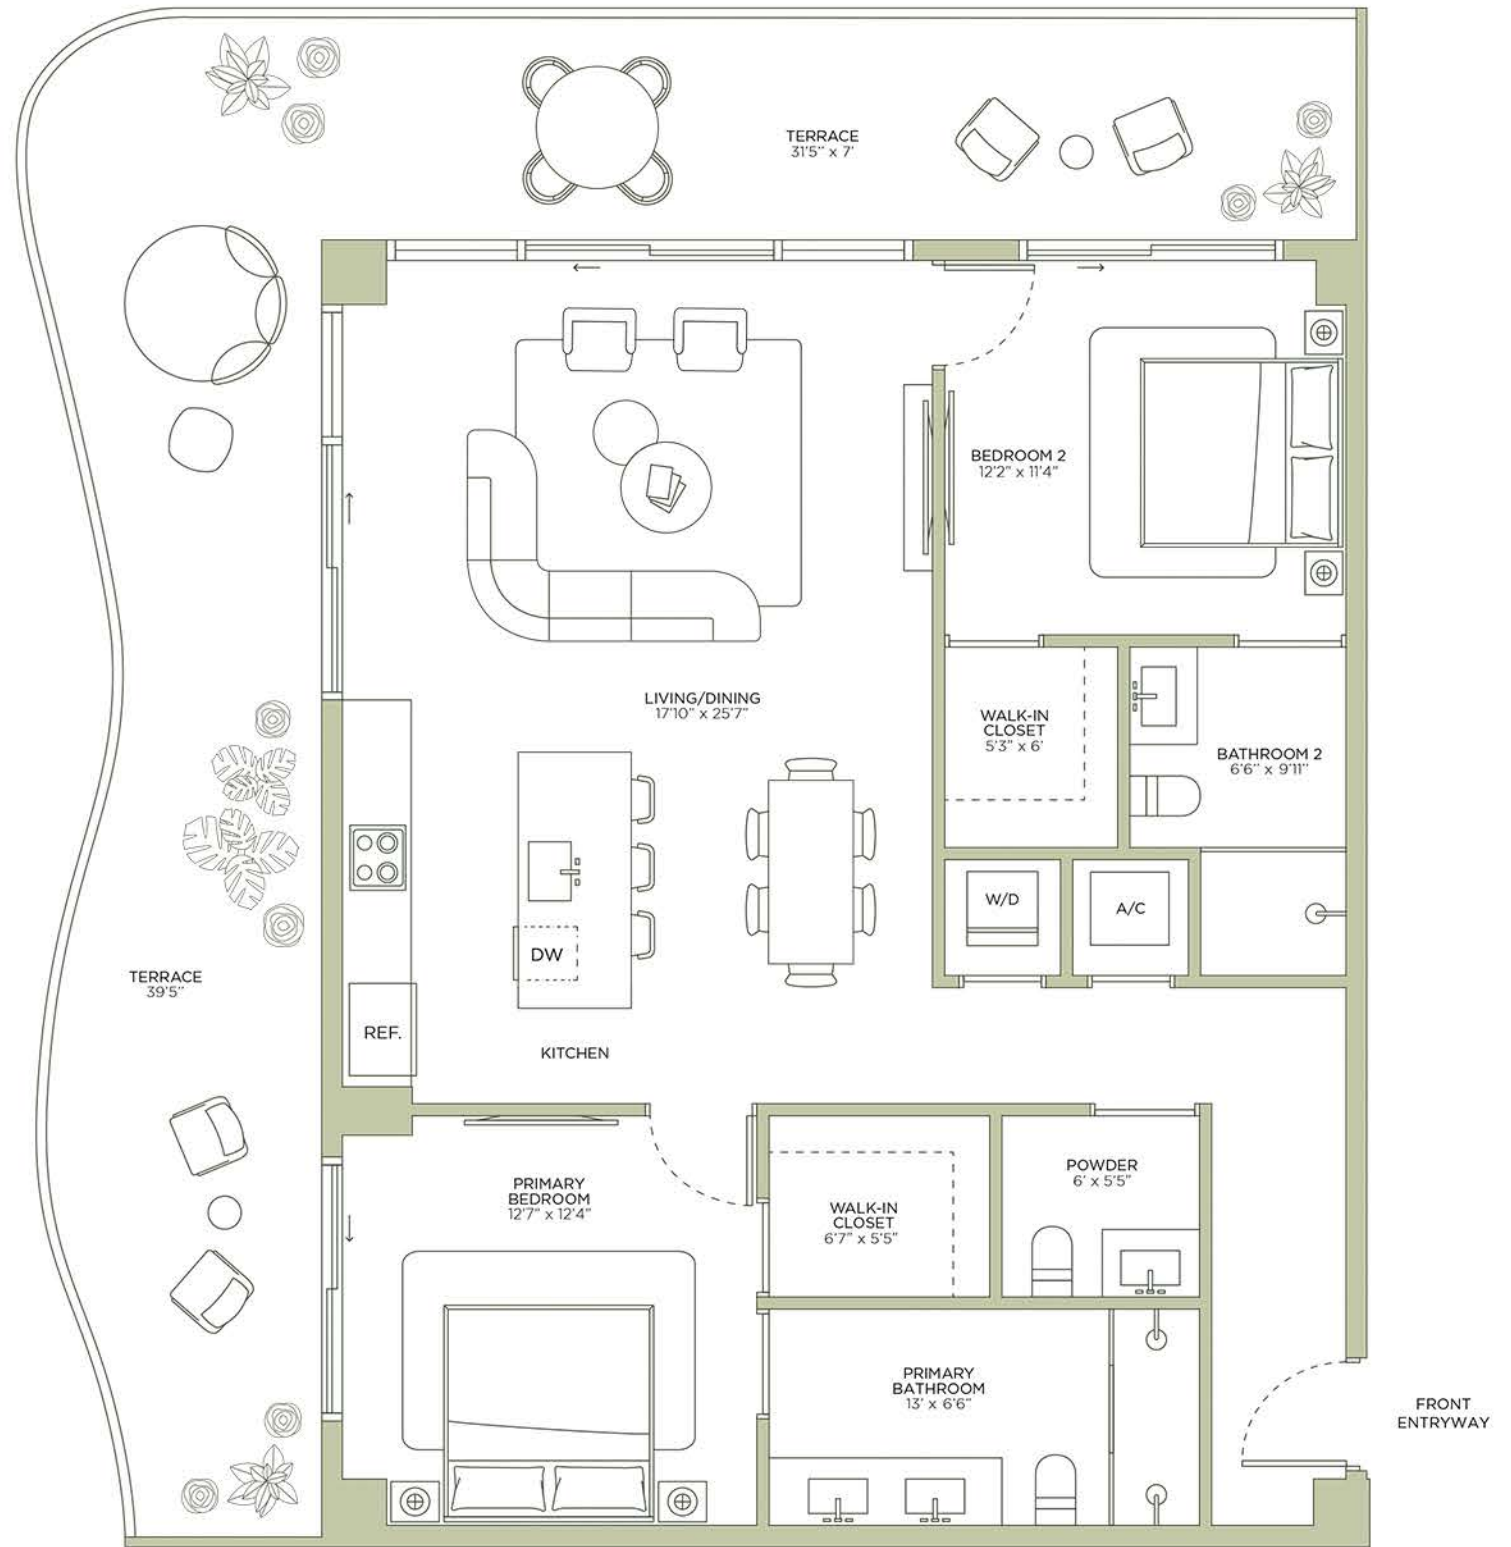 TERRACE
31'5" x 7'
BEDROOM 2
12'2" x 11'4"
LIVING/DINING
17'10" x 25'7"
WALK-IN
CLOSET
5'3" x 6'
BATHROOM 2
6'6" x 9'11"
W/D
A/C
DW
TERRACE
39'5"
REF.
KITCHEN
PRIMARY
BEDROOM
12'7" x 12'4"
WALK-IN
CLOSET
6'7" x 5'5"
POWDER
6' x 5'5"
PRIMARY
BATHROOM
13' x 6'6"
FRONT
ENTRYWAY